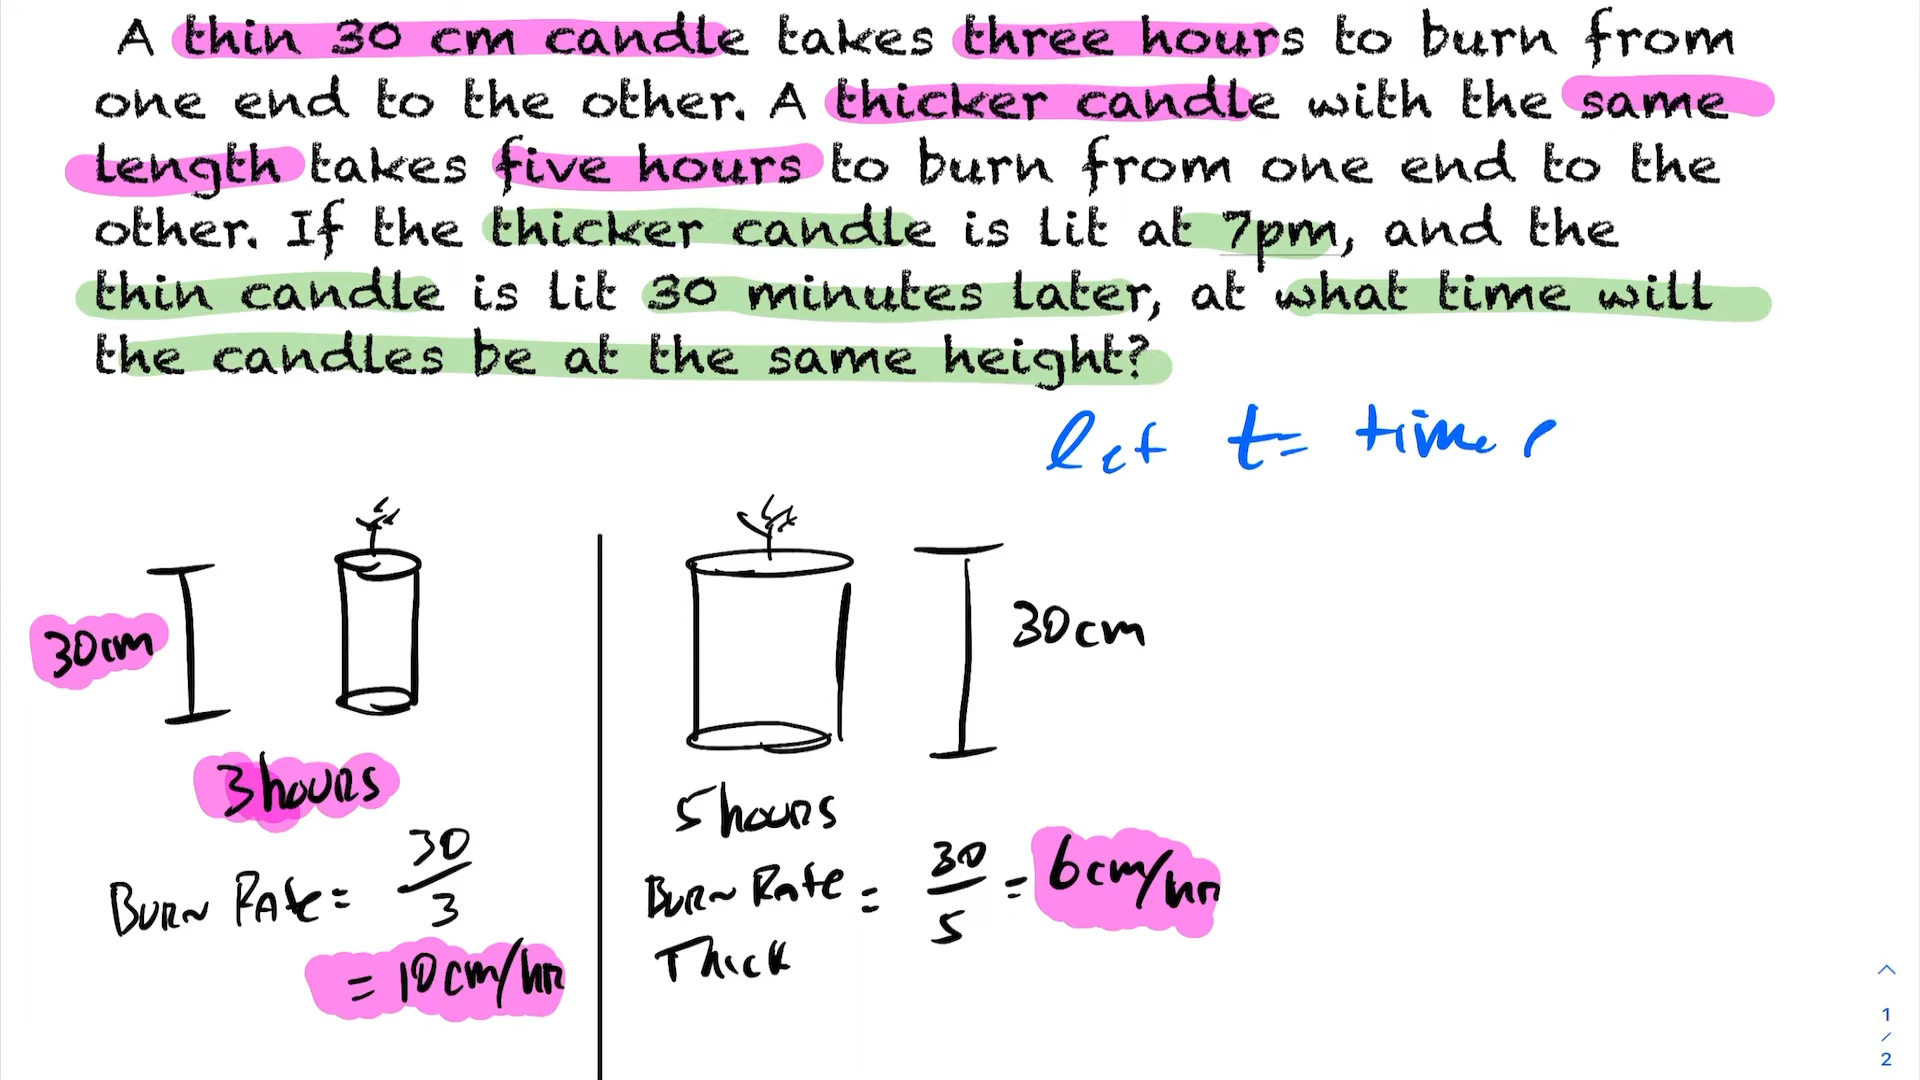 A thin 30 cm candle takes three hours to burn from
one end to the other. A thicker candle with the same
length takes five hours to burn from one end to the
other. If the thicker candle is lit at 7pm, and the
thin candle is lit 30 minutes later, at what time will
the candles be at the same height?
let t = time
30cm
3 hours
Burn Rate = 30/3
= 10cm/hr
30cm
5 hours
Burn Rate = 30/5 = 6cm/hr
Thick
1
/
2